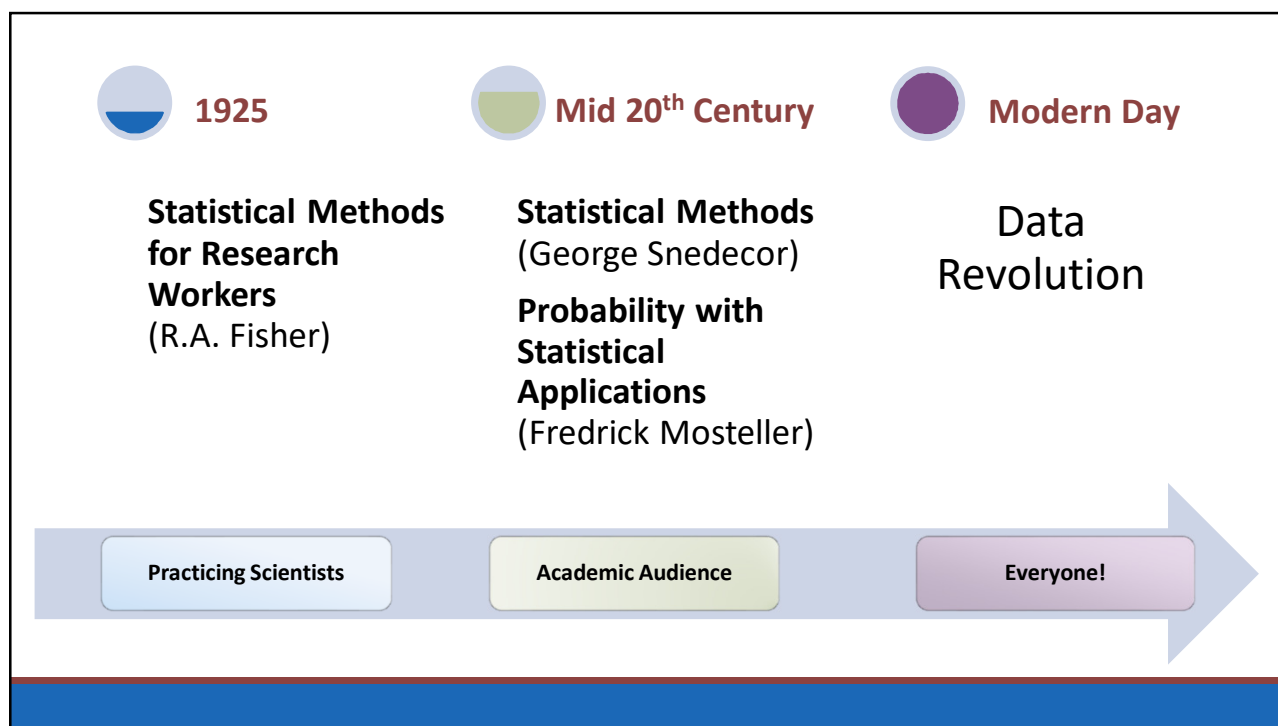 1925
Statistical Methods
for Research
Workers
(R.A. Fisher)
Mid 20th Century
Statistical Methods
(George Snedecor)
Probability with
Statistical
Applications
(Fredrick Mosteller)
Modern Day
Data
Revolution
Practicing Scientists
Academic Audience
Everyone!